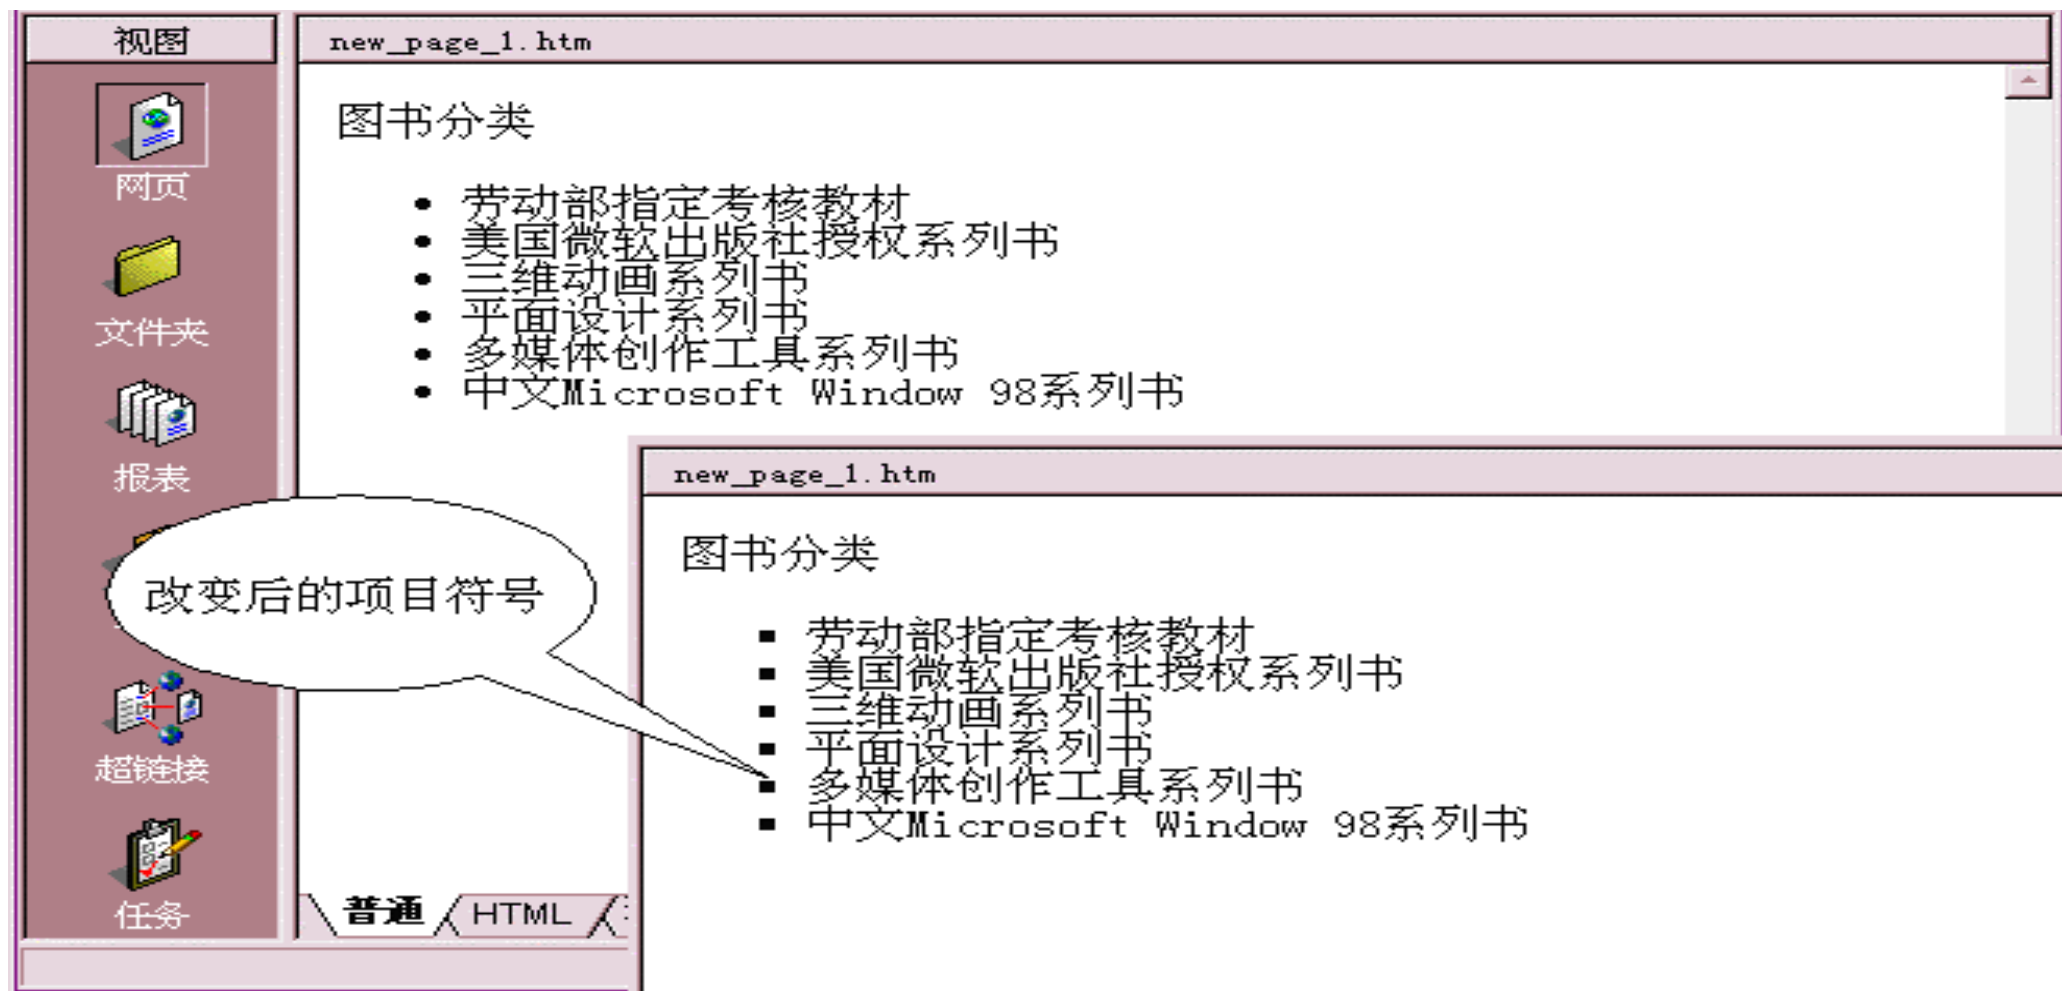 视图
new_page_1.htm
网页
文件夹
报表
超链接
任务
图书分类
• 劳动部指定考核教材
• 美国微软出版社授权系列书
• 三维动画系列书
• 平面设计系列书
• 多媒体创作工具系列书
• 中文Microsoft Window 98系列书
普通
HTML
改变后的项目符号
new_page_1.htm
图书分类
▪ 劳动部指定考核教材
▪ 美国微软出版社授权系列书
▪ 三维动画系列书
▪ 平面设计系列书
▪ 多媒体创作工具系列书
▪ 中文Microsoft Window 98系列书